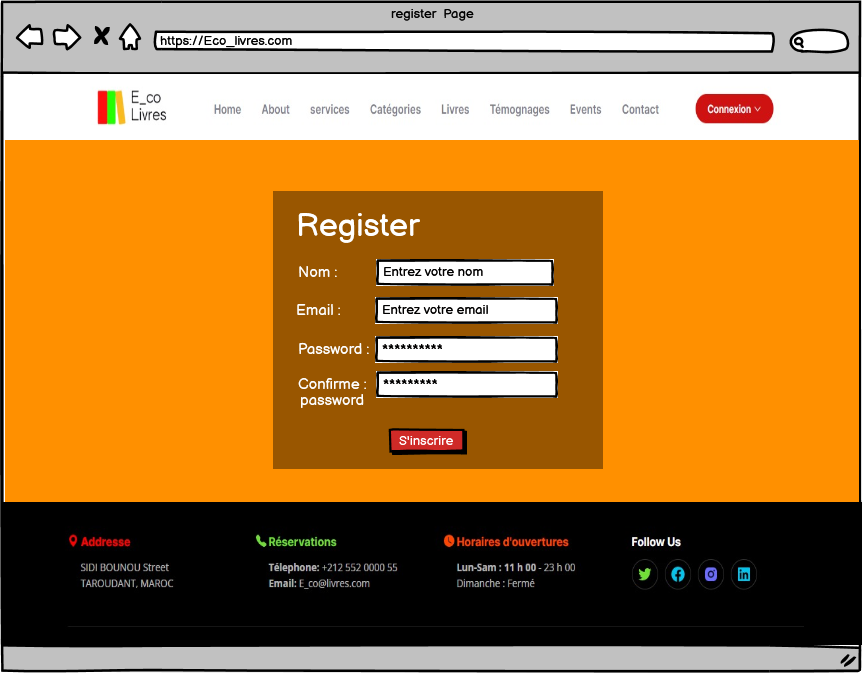 register Page
https://Eco_livres.com
E_co
Livres
Home About services Catégories Livres Témognages Events Contact Connexion
Register
Nom : Entrez votre nom
Email : Entrez votre email
Password : **********
Confirme : *********
password
S'inscrire
Addresse Réservations Horaires d'ouvertures Follow Us
SIDI BOUNOU Street Télephone: +212 552 0000 55 Lun-Sam : 11 h 00 - 23 h 00
TAROUDANT, MAROC Email: E_co@livres.com Dimanche : Fermé